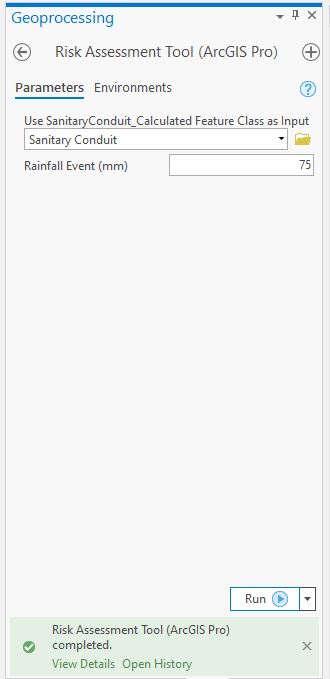 Geoprocessing
Risk Assessment Tool (ArcGIS Pro)
Parameters Environments
Use SanitaryConduit_Calculated Feature Class as Input
Sanitary Conduit
Rainfall Event (mm) 75
Run
Risk Assessment Tool (ArcGIS Pro)
completed.
View Details Open History